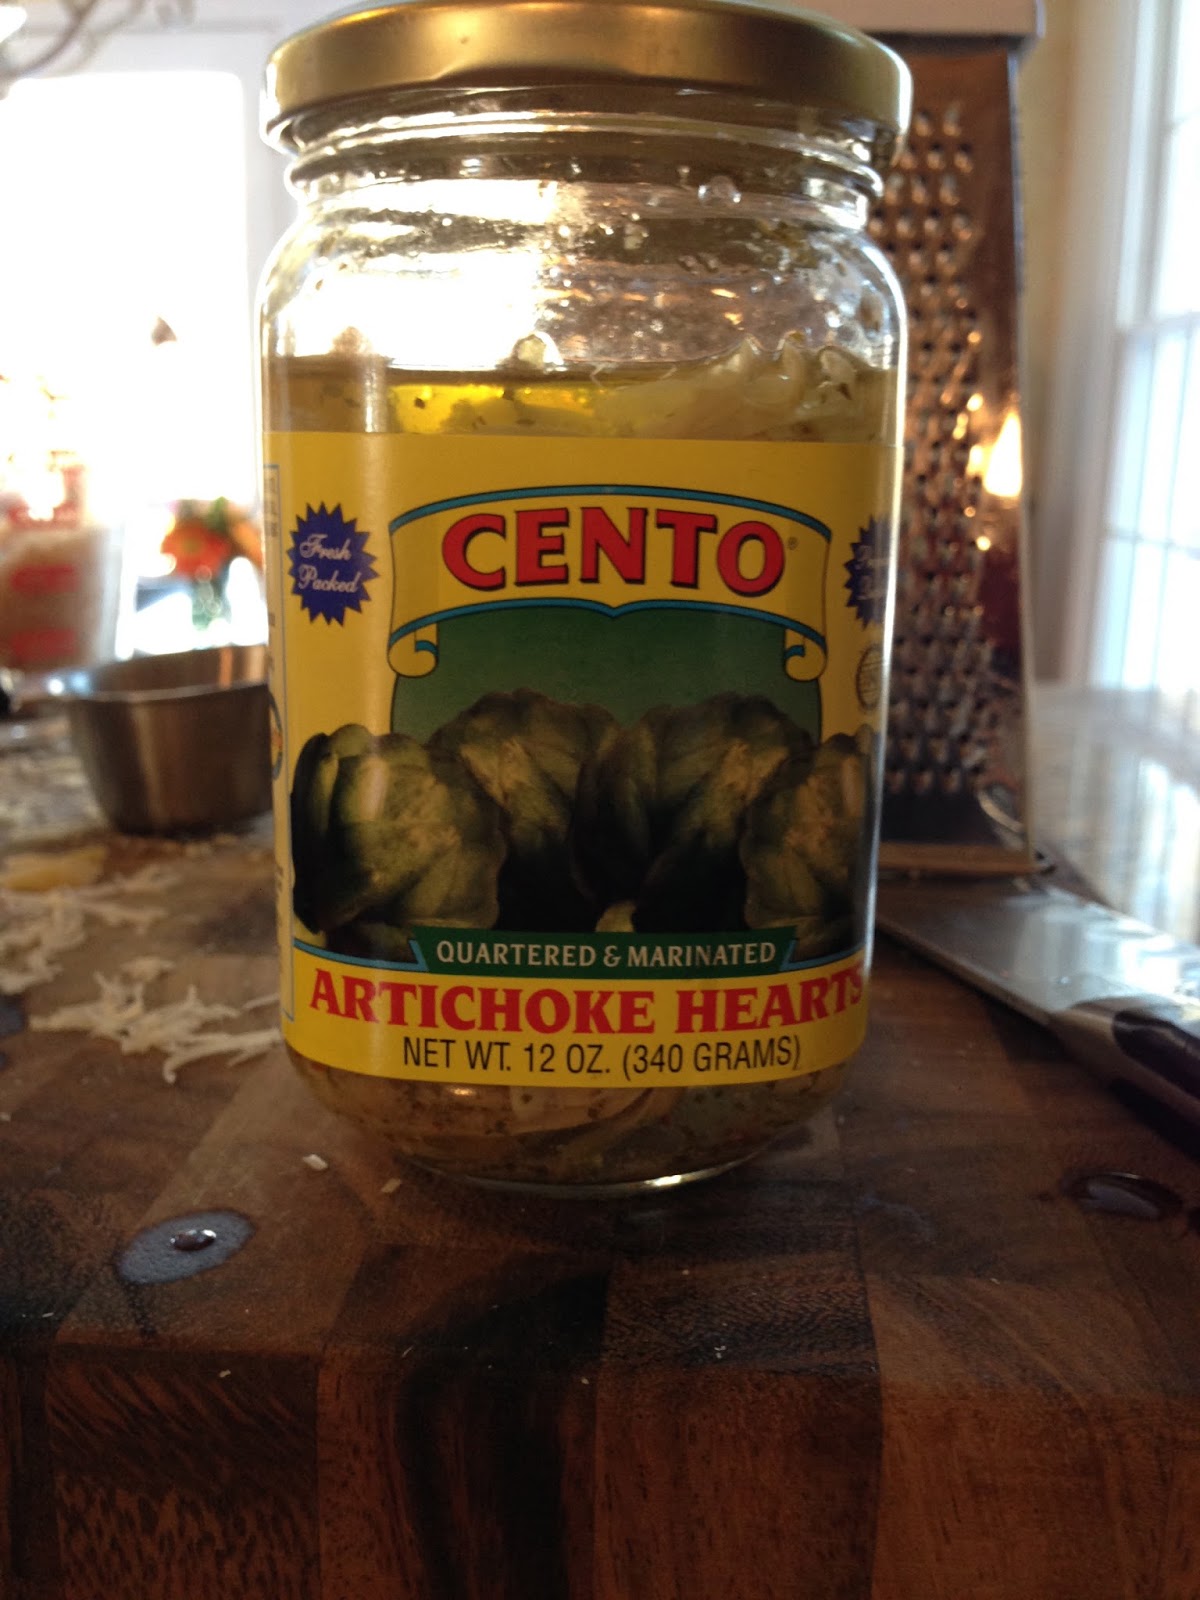 CENTO®
Fresh
Packed
QUARTERED & MARINATED
ARTICHOKE HEARTS
NET WT. 12 OZ. (340 GRAMS)